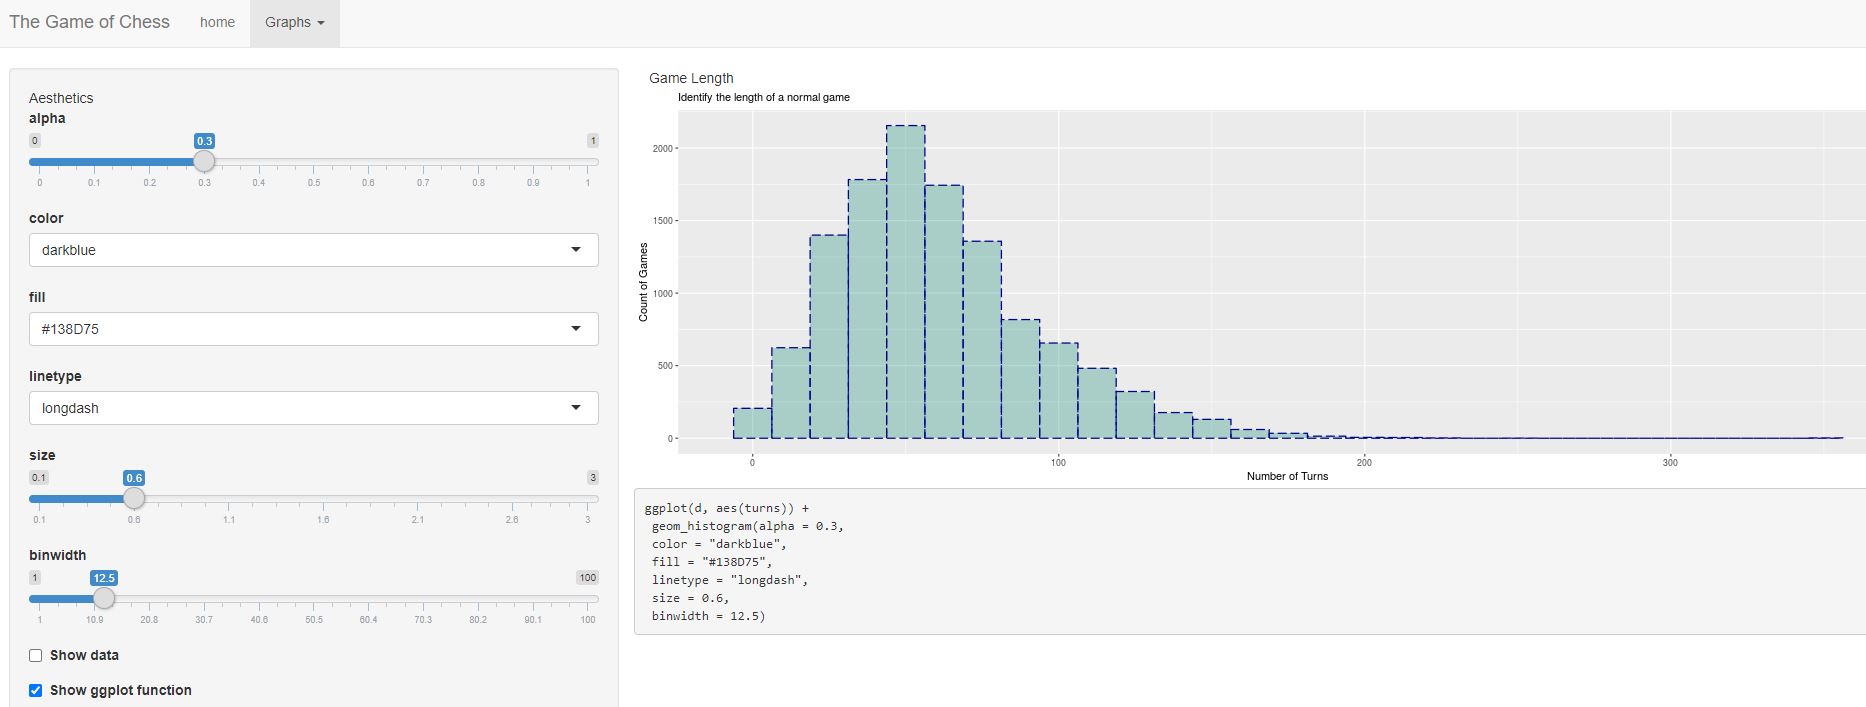 The Game of Chess home Graphs
Aesthetics
alpha
0 0.3 1
0 0.1 0.2 0.3 0.4 0.5 0.6 0.7 0.8 0.9 1
color
darkblue
fill
#138D75
linetype
longdash
size
0.1 0.6 3
0.1 0.6 1.1 1.6 2.1 2.6 3
binwidth
1 12.5 100
1 10.9 20.8 30.7 40.6 50.5 60.4 70.3 80.2 90.1 100
Show data
Show ggplot function
Game Length
Identify the length of a normal game
Count of Games
2000
1500
1000
500
0
0 100 200 300
Number of Turns
ggplot(d, aes(turns)) +
geom_histogram(alpha = 0.3,
color = "darkblue",
fill = "#138D75",
linetype = "longdash",
size = 0.6,
binwidth = 12.5)